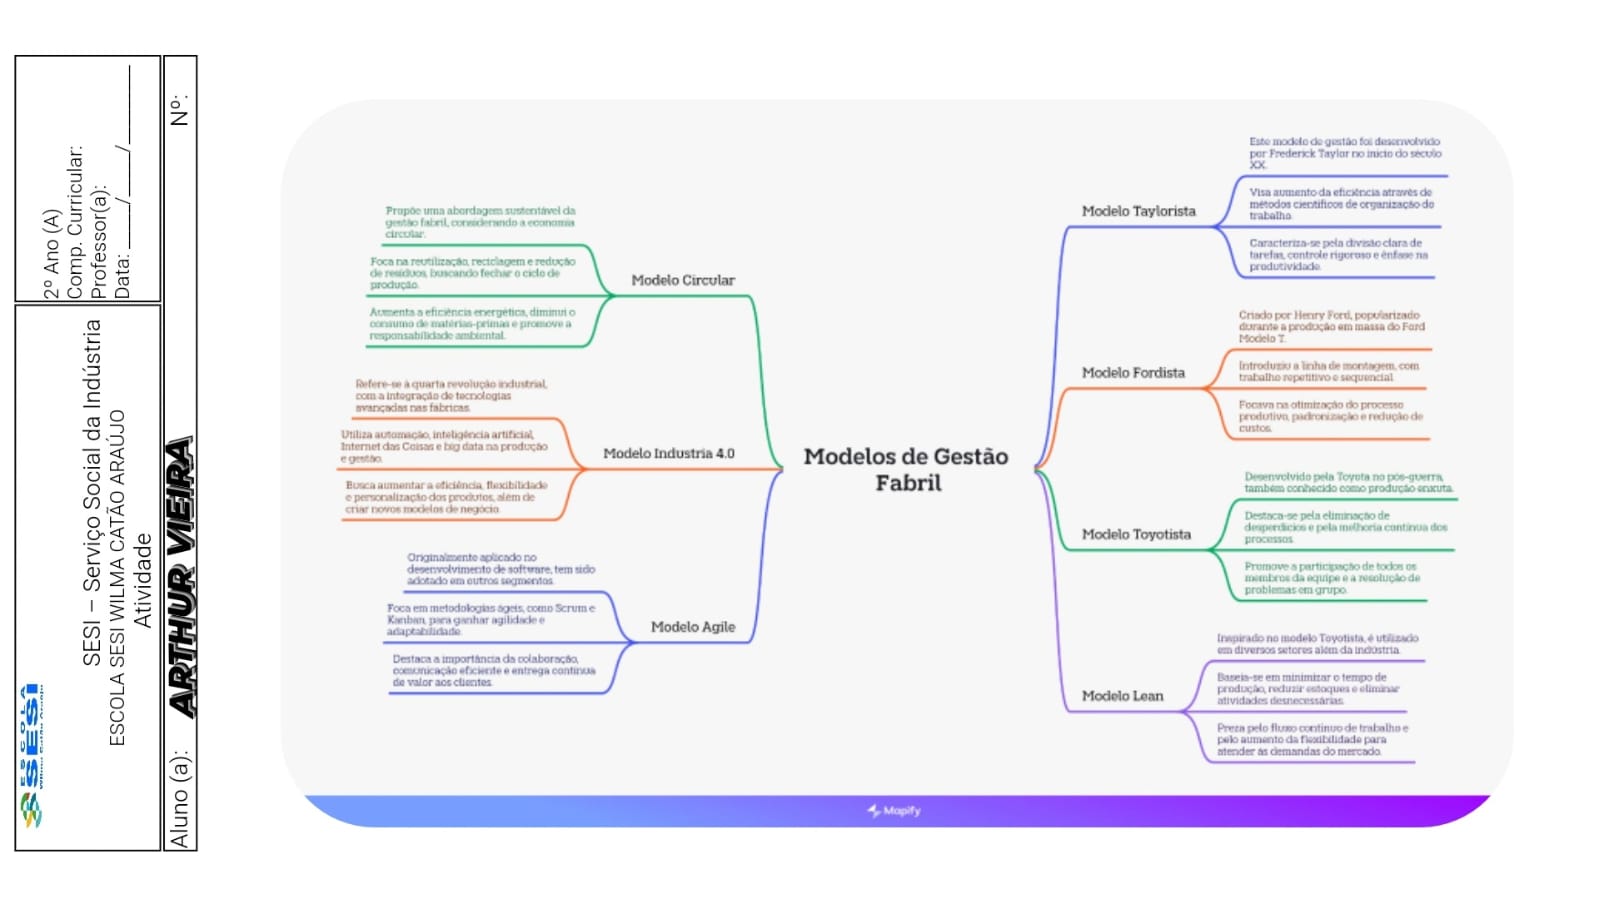 ESCOLA
SESI
Wilma Catão Araújo
SESI – Serviço Social da Indústria
ESCOLA SESI WILMA CATÃO ARAÚJO
Atividade
2º Ano (A)
Comp. Curricular:
Professor(a):
Data: _____/_____/________
Aluno (a): ARTHUR VIEIRA Nº:
Modelos de Gestão
Fabril
Modelo Taylorista
Este modelo de gestão foi desenvolvido
por Frederick Taylor no início do século
XX.
Visa aumento da eficiência através de
métodos científicos de organização do
trabalho.
Caracteriza-se pela divisão clara de
tarefas, controle rigoroso e ênfase na
produtividade.
Modelo Fordista
Criado por Henry Ford, popularizado
durante a produção em massa do Ford
Modelo T.
Introduziu a linha de montagem, com
trabalho repetitivo e sequencial.
Focava na otimização do processo
produtivo, padronização e redução de
custos.
Modelo Toyotista
Desenvolvido pela Toyota no pós-guerra,
também conhecido como produção enxuta.
Destaca-se pela eliminação de
desperdícios e pela melhoria contínua dos
processos.
Promove a participação de todos os
membros da equipe e a resolução de
problemas em grupo.
Modelo Lean
Inspirado no modelo Toyotista, é utilizado
em diversos setores além da indústria.
Baseia-se em minimizar o tempo de
produção, reduzir estoques e eliminar
atividades desnecessárias.
Preza pelo fluxo contínuo de trabalho e
pelo aumento da flexibilidade para
atender às demandas do mercado.
Modelo Circular
Propõe uma abordagem sustentável da
gestão fabril, considerando a economia
circular.
Foca na reutilização, reciclagem e redução
de resíduos, buscando fechar o ciclo de
produção.
Aumenta a eficiência energética, diminui o
consumo de matérias-primas e promove a
responsabilidade ambiental.
Modelo Industria 4.0
Refere-se à quarta revolução industrial,
com a integração de tecnologias
avançadas nas fábricas.
Utiliza automação, inteligência artificial,
Internet das Coisas e big data na produção
e gestão.
Busca aumentar a eficiência, flexibilidade
e personalização dos produtos, além de
criar novos modelos de negócio.
Modelo Agile
Originalmente aplicado no
desenvolvimento de software, tem sido
adotado em outros segmentos.
Foca em metodologias ágeis, como Scrum e
Kanban, para ganhar agilidade e
adaptabilidade.
Destaca a importância da colaboração,
comunicação eficiente e entrega contínua
de valor aos clientes.
Mapify